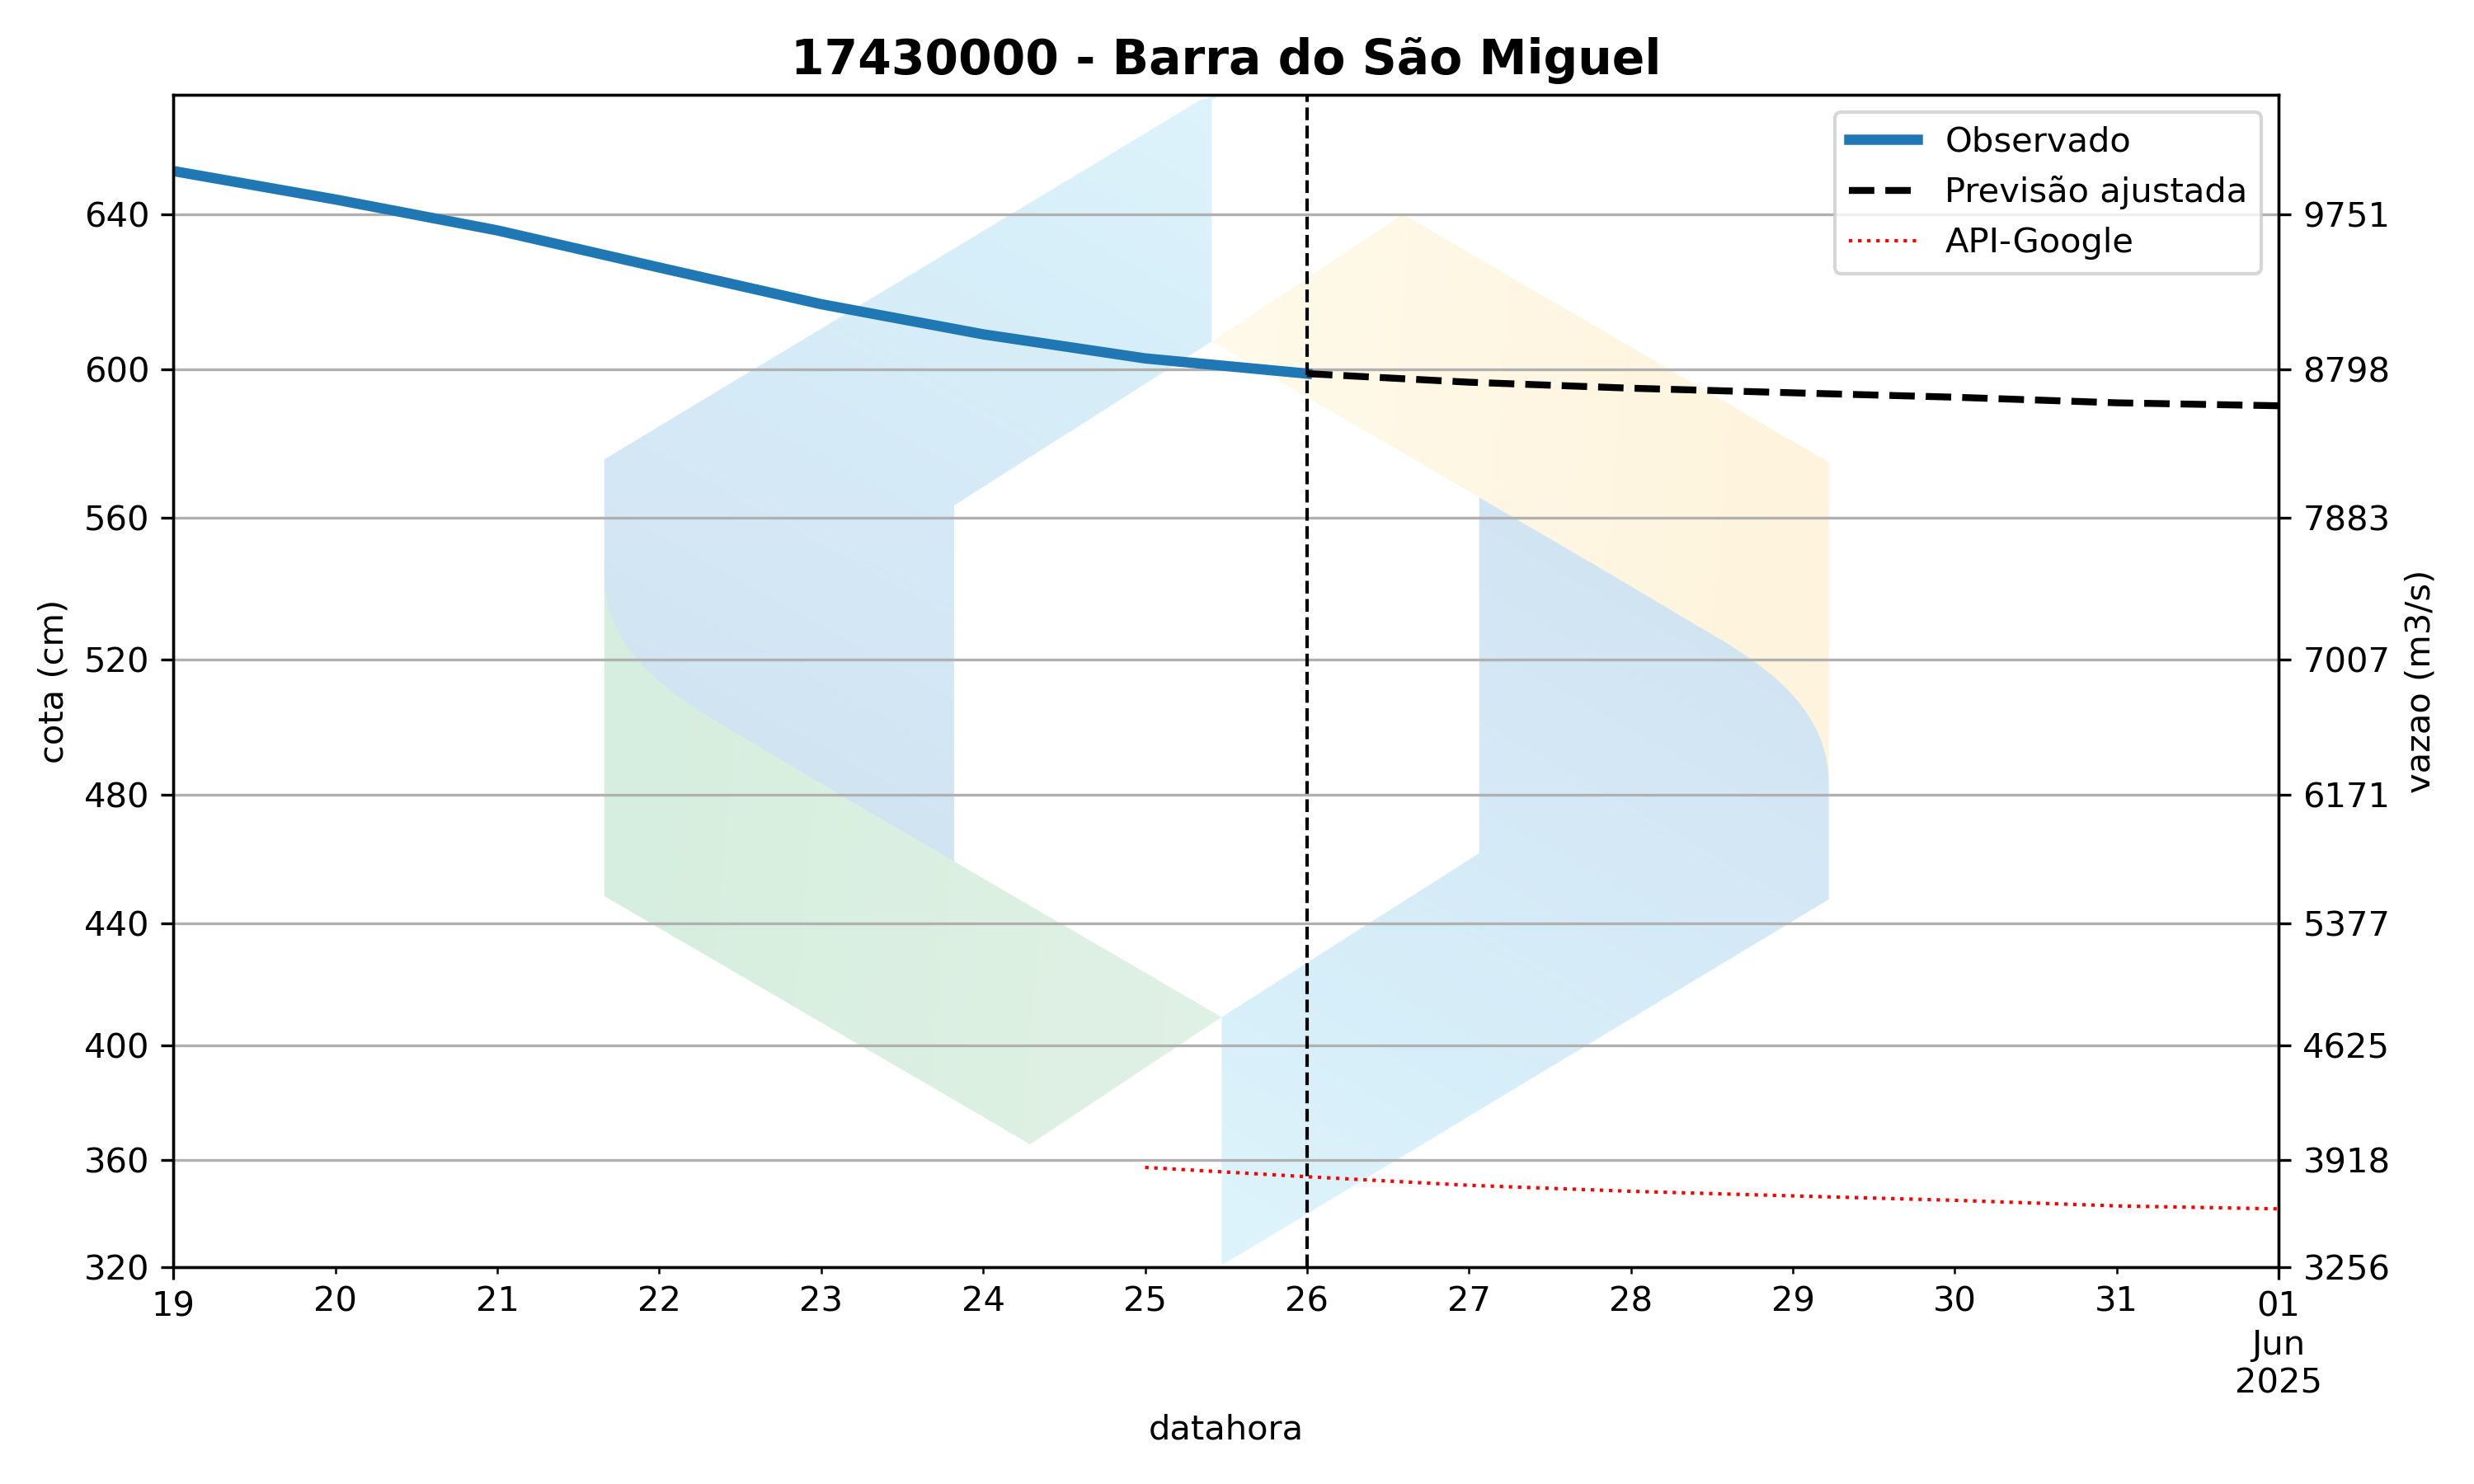 17430000 - Barra do São Miguel
Observado
Previsão ajustada
API-Google
640
600
560
520
480
440
400
360
320
cota (cm)
9751
8798
7883
7007
6171
5377
4625
3918
3256
vazao (m3/s)
19 20 21 22 23 24 25 26 27 28 29 30 31 01
Jun
2025
datahora